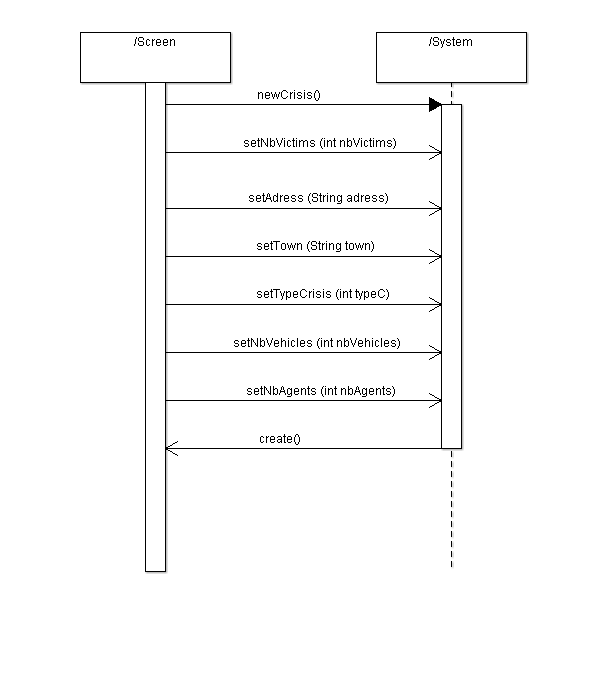 /Screen
/System
newCrisis()
setNbVictims (int nbVictims)
setAdress (String adress)
setTown (String town)
setTypeCrisis (int typeC)
setNbVehicles (int nbVehicles)
setNbAgents (int nbAgents)
create()